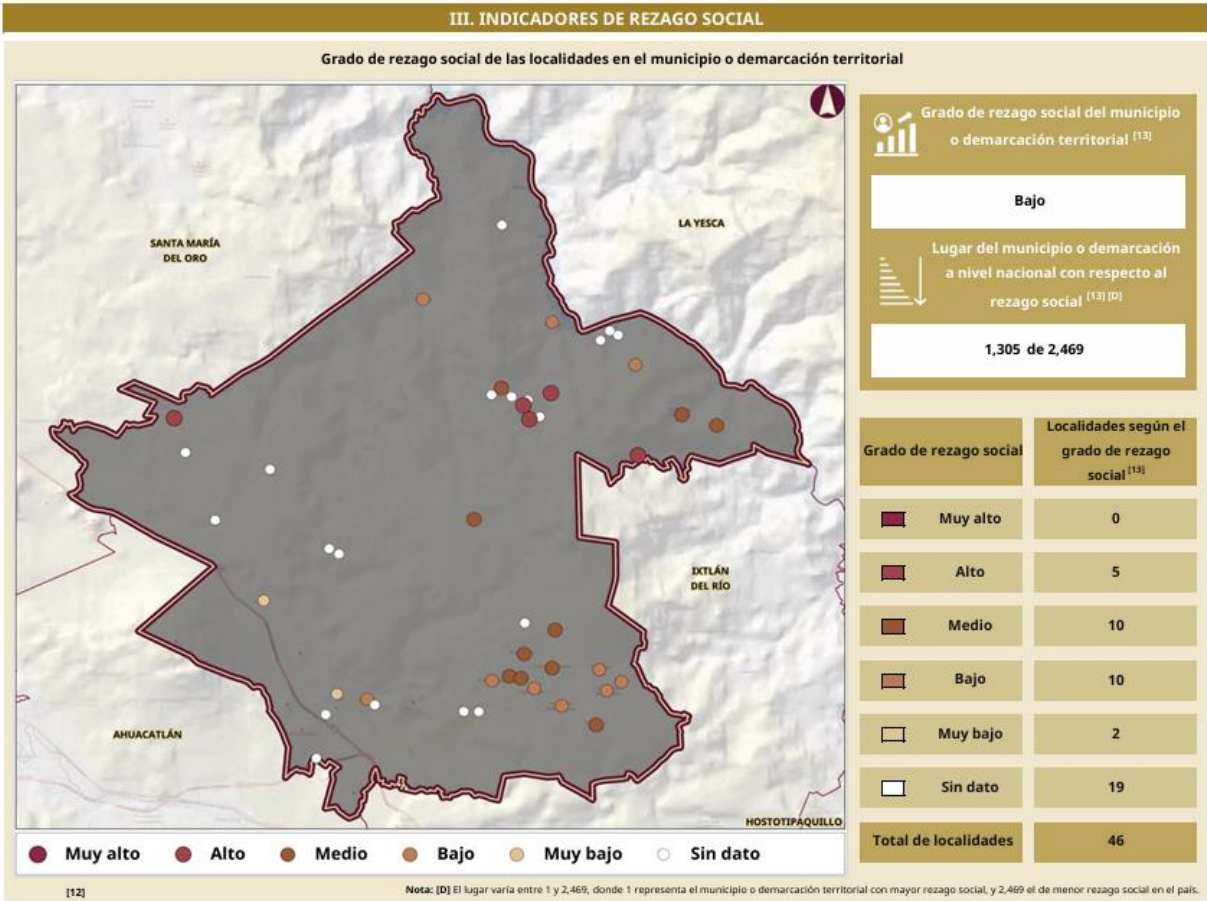 III. INDICADORES DE REZAGO SOCIAL
Grado de rezago social de las localidades en el municipio o demarcación territorial
SANTA MARÍA
DEL ORO
LA YESCA
IXTLÁN
DEL RÍO
AHUACATLÁN
HOSTOTIPAQUILLO
Muy alto
Alto
Medio
Bajo
Muy bajo
Sin dato
Grado de rezago social del municipio
o demarcación territorial [13]
Bajo
Lugar del municipio o demarcación
a nivel nacional con respecto al
rezago social [13] [D]
1,305 de 2,469
Grado de rezago social
Localidades según el
grado de rezago
social [13]
Muy alto 0
Alto 5
Medio 10
Bajo 10
Muy bajo 2
Sin dato 19
Total de localidades 46
[12]
Nota: [D] El lugar varía entre 1 y 2,469, donde 1 representa el municipio o demarcación territorial con mayor rezago social, y 2,469 el de menor rezago social en el país.